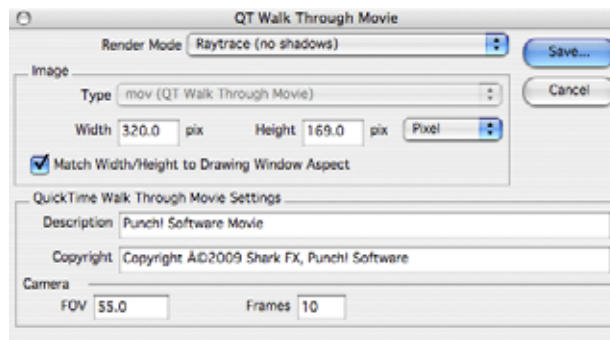 QT Walk Through Movie
Render Mode Raytrace (no shadows)
Save...
Image
Type mov (QT Walk Through Movie)
Cancel
Width 320.0 pix Height 169.0 pix Pixel
Match Width/Height to Drawing Window Aspect
QuickTime Walk Through Movie Settings
Description Punch! Software Movie
Copyright Copyright Â©2009 Shark FX, Punch! Software
Camera
FOV 55.0 Frames 10